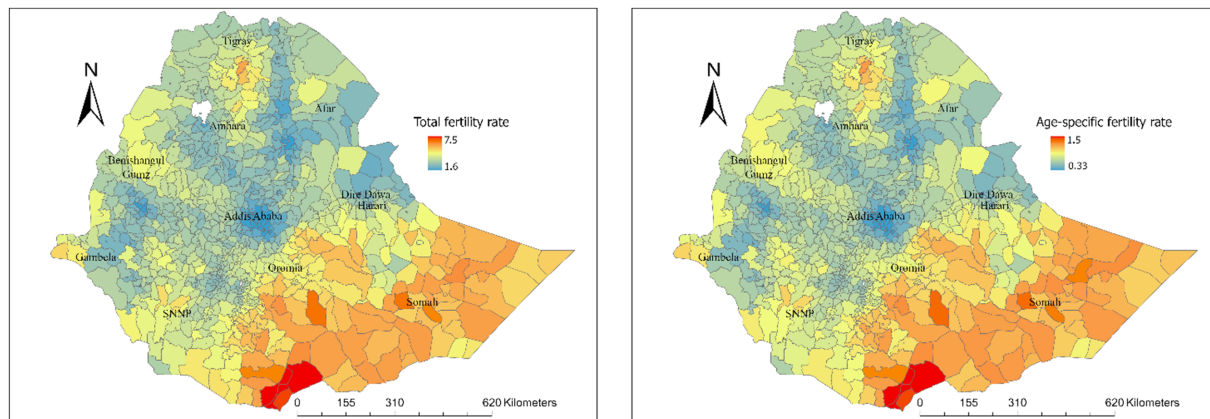 Tigray
N
Afar
Total fertility rate
7.5
1.6
Amhara
Benishangul
Gumz
Dire Dawa
Harari
Addis Ababa
Gambela
Oromia
Somali
SNNP
0 155 310 620 Kilometers
Tigray
N
Afar
Age-specific fertility rate
1.5
0.33
Amhara
Benishangul
Gumz
Dire Dawa
Harari
Addis Ababa
Gambela
Oromia
Somali
SNNP
0 155 310 620 Kilometers